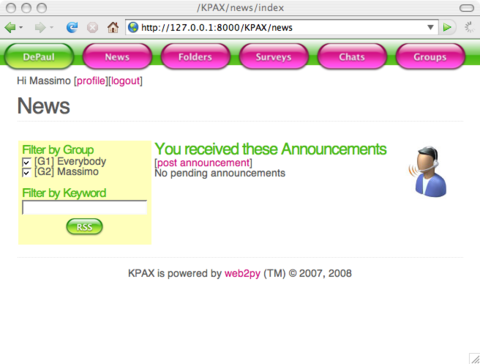 /KPAX/news/index
http://127.0.0.1:8000/KPAX/news
DePaul News Folders Surveys Chats Groups
Hi Massimo [profile][logout]
News
Filter by Group
[G1] Everybody
[G2] Massimo
Filter by Keyword
RSS
You received these Announcements
[post announcement]
No pending announcements
KPAX is powered by web2py (TM) © 2007, 2008